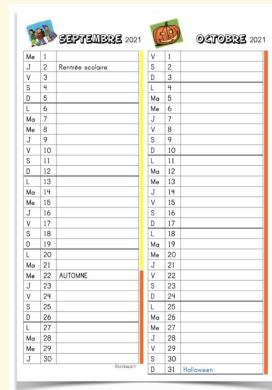 SEPTEMBRE 2021
Me 1
J 2 Rentrée scolaire
V 3
S 4
D 5
L 6
Ma 7
Me 8
J 9
V 10
S 11
D 12
L 13
Ma 14
Me 15
J 16
V 17
S 18
D 19
L 20
Ma 21
Me 22 AUTOMNE
J 23
V 24
S 25
D 26
L 27
Ma 28
Me 29
J 30
OCTOBRE 2021
V 1
S 2
D 3
L 4
Ma 5
Me 6
J 7
V 8
S 9
D 10
L 11
Ma 12
Me 13
J 14
V 15
S 16
D 17
L 18
Ma 19
Me 20
J 21
V 22
S 23
D 24
L 25
Ma 26
Me 27
J 28
V 29
S 30
D 31 Halloween